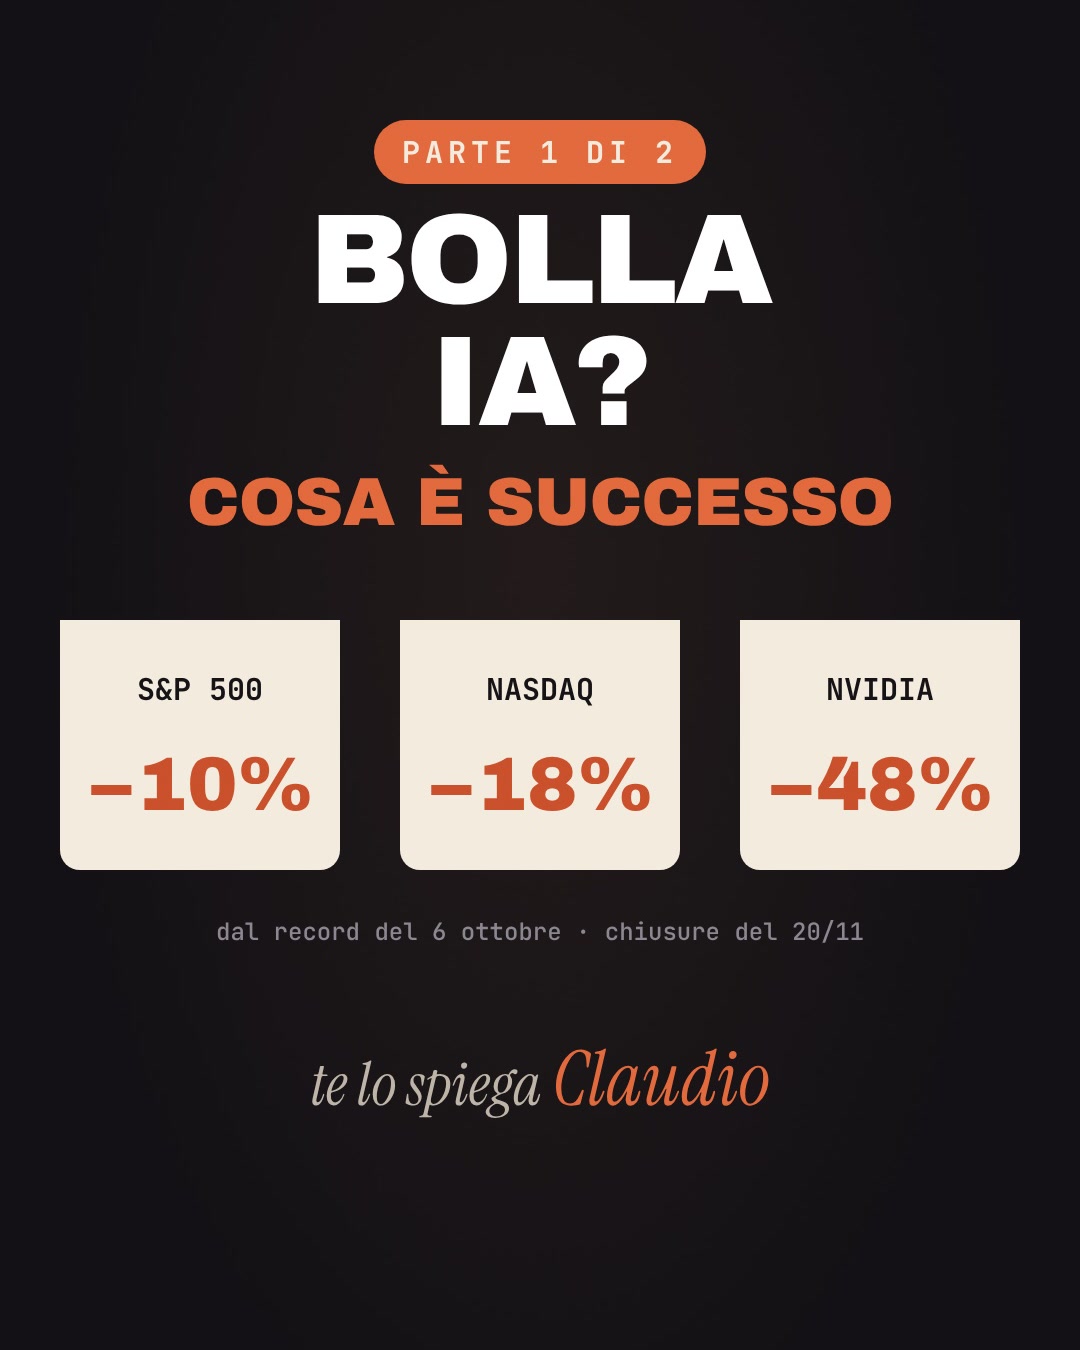 PARTE 1 DI 2
BOLLA
IA?
COSA È SUCCESSO
S&P 500
–10%
NASDAQ
–18%
NVIDIA
–48%
dal record del 6 ottobre · chiusure del 20/11
te lo spiega Claudio